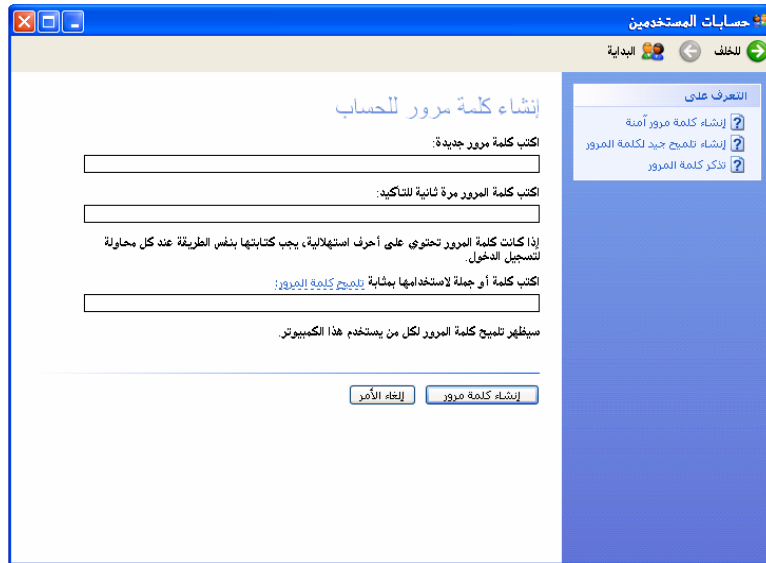 حسابات المستخدمين
للخلف البداية
التعرف على
إنشاء كلمة مرور آمنة
إنشاء تلميح جيد لكلمة المرور
تذكر كلمة المرور
إنشاء كلمة مرور للحساب
اكتب كلمة مرور جديدة:
اكتب كلمة المرور مرة ثانية للتأكيد:
إذا كانت كلمة المرور تحتوي على أحرف استهلالية، يجب كتابتها بنفس الطريقة عند كل محاولة
لتسجيل الدخول.
اكتب كلمة أو جملة لاستخدامها بمثابة تلميح كلمة المرور:
سيظهر تلميح كلمة المرور لكل من يستخدم هذا الكمبيوتر.
إنشاء كلمة مرور إلغاء الأمر